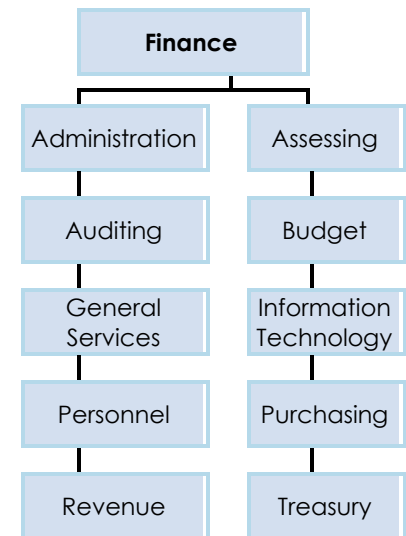 Finance
Administration
Assessing
Auditing
Budget
General
Services
Information
Technology
Personnel
Purchasing
Revenue
Treasury